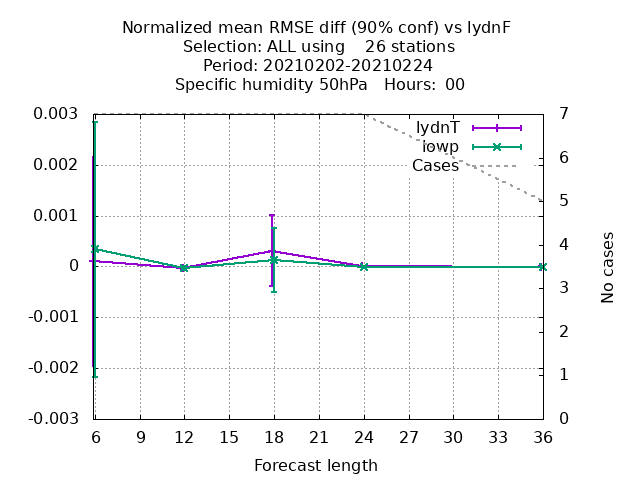 Normalized mean RMSE diff (90% conf) vs lydnF
Selection: ALL using    26 stations
Period: 20210202-20210224
Specific humidity 50hPa   Hours:  00
0.003
0.002
0.001
0
-0.001
-0.002
-0.003
lydnT
iowp
Cases
7
6
5
4
3
2
1
0
No cases
6 9 12 15 18 21 24 27 30 33 36
Forecast length